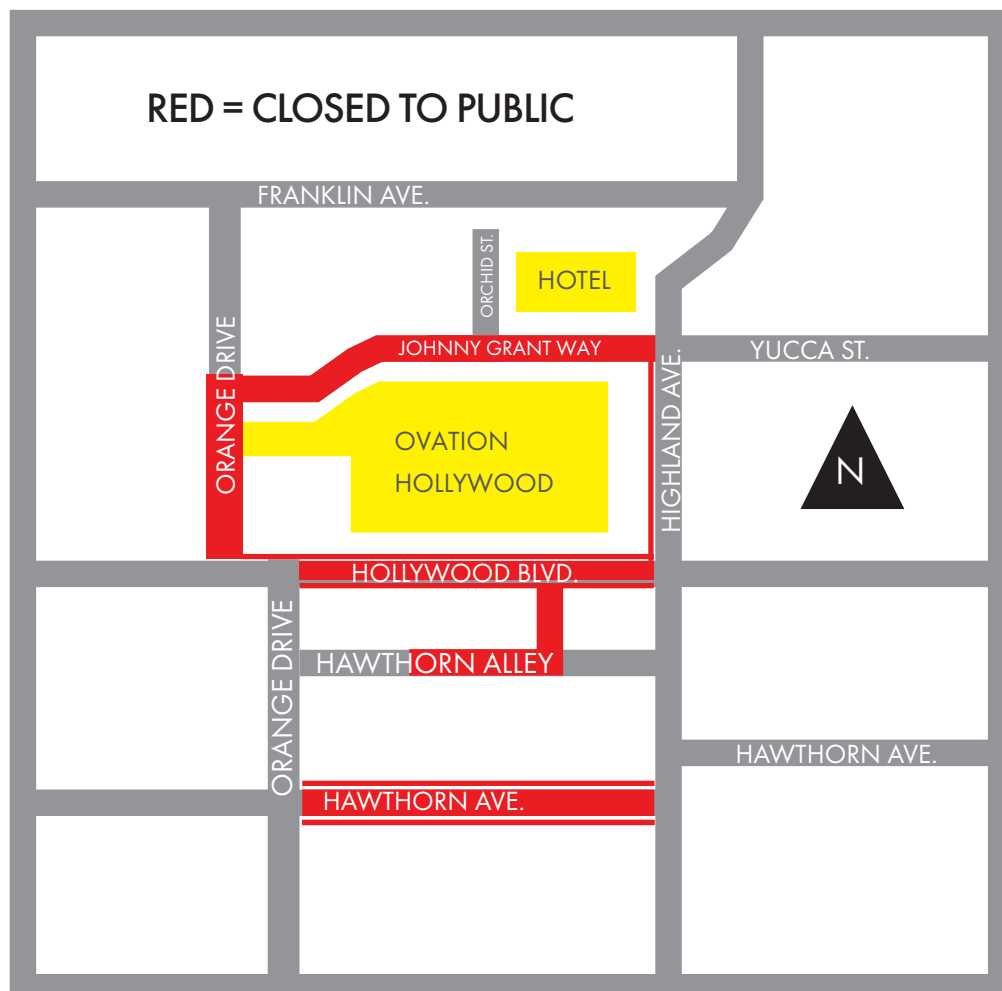 RED = CLOSED TO PUBLIC
FRANKLIN AVE.
ORCHID ST.
HOTEL
JOHNNY GRANT WAY
YUCCA ST.
ORANGE DRIVE
OVATION
HOLLYWOOD
HIGHLAND AVE.
N
HOLLYWOOD BLVD.
ORANGE DRIVE
HAWTHORN ALLEY
HAWTHORN AVE.
HAWTHORN AVE.